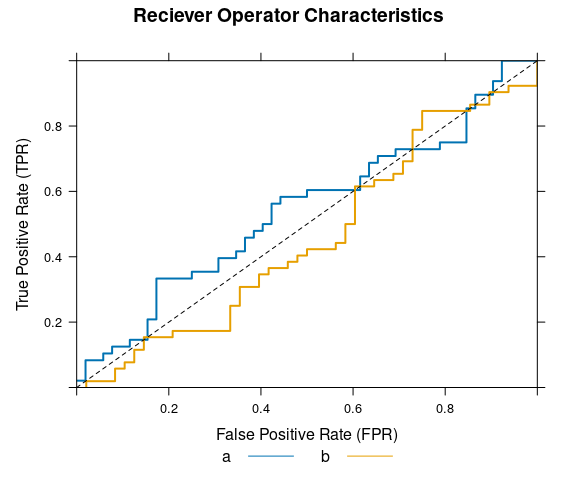 Reciever Operator Characteristics
True Positive Rate (TPR)
0.8
0.6
0.4
0.2
0.2 0.4 0.6 0.8
False Positive Rate (FPR)
a b